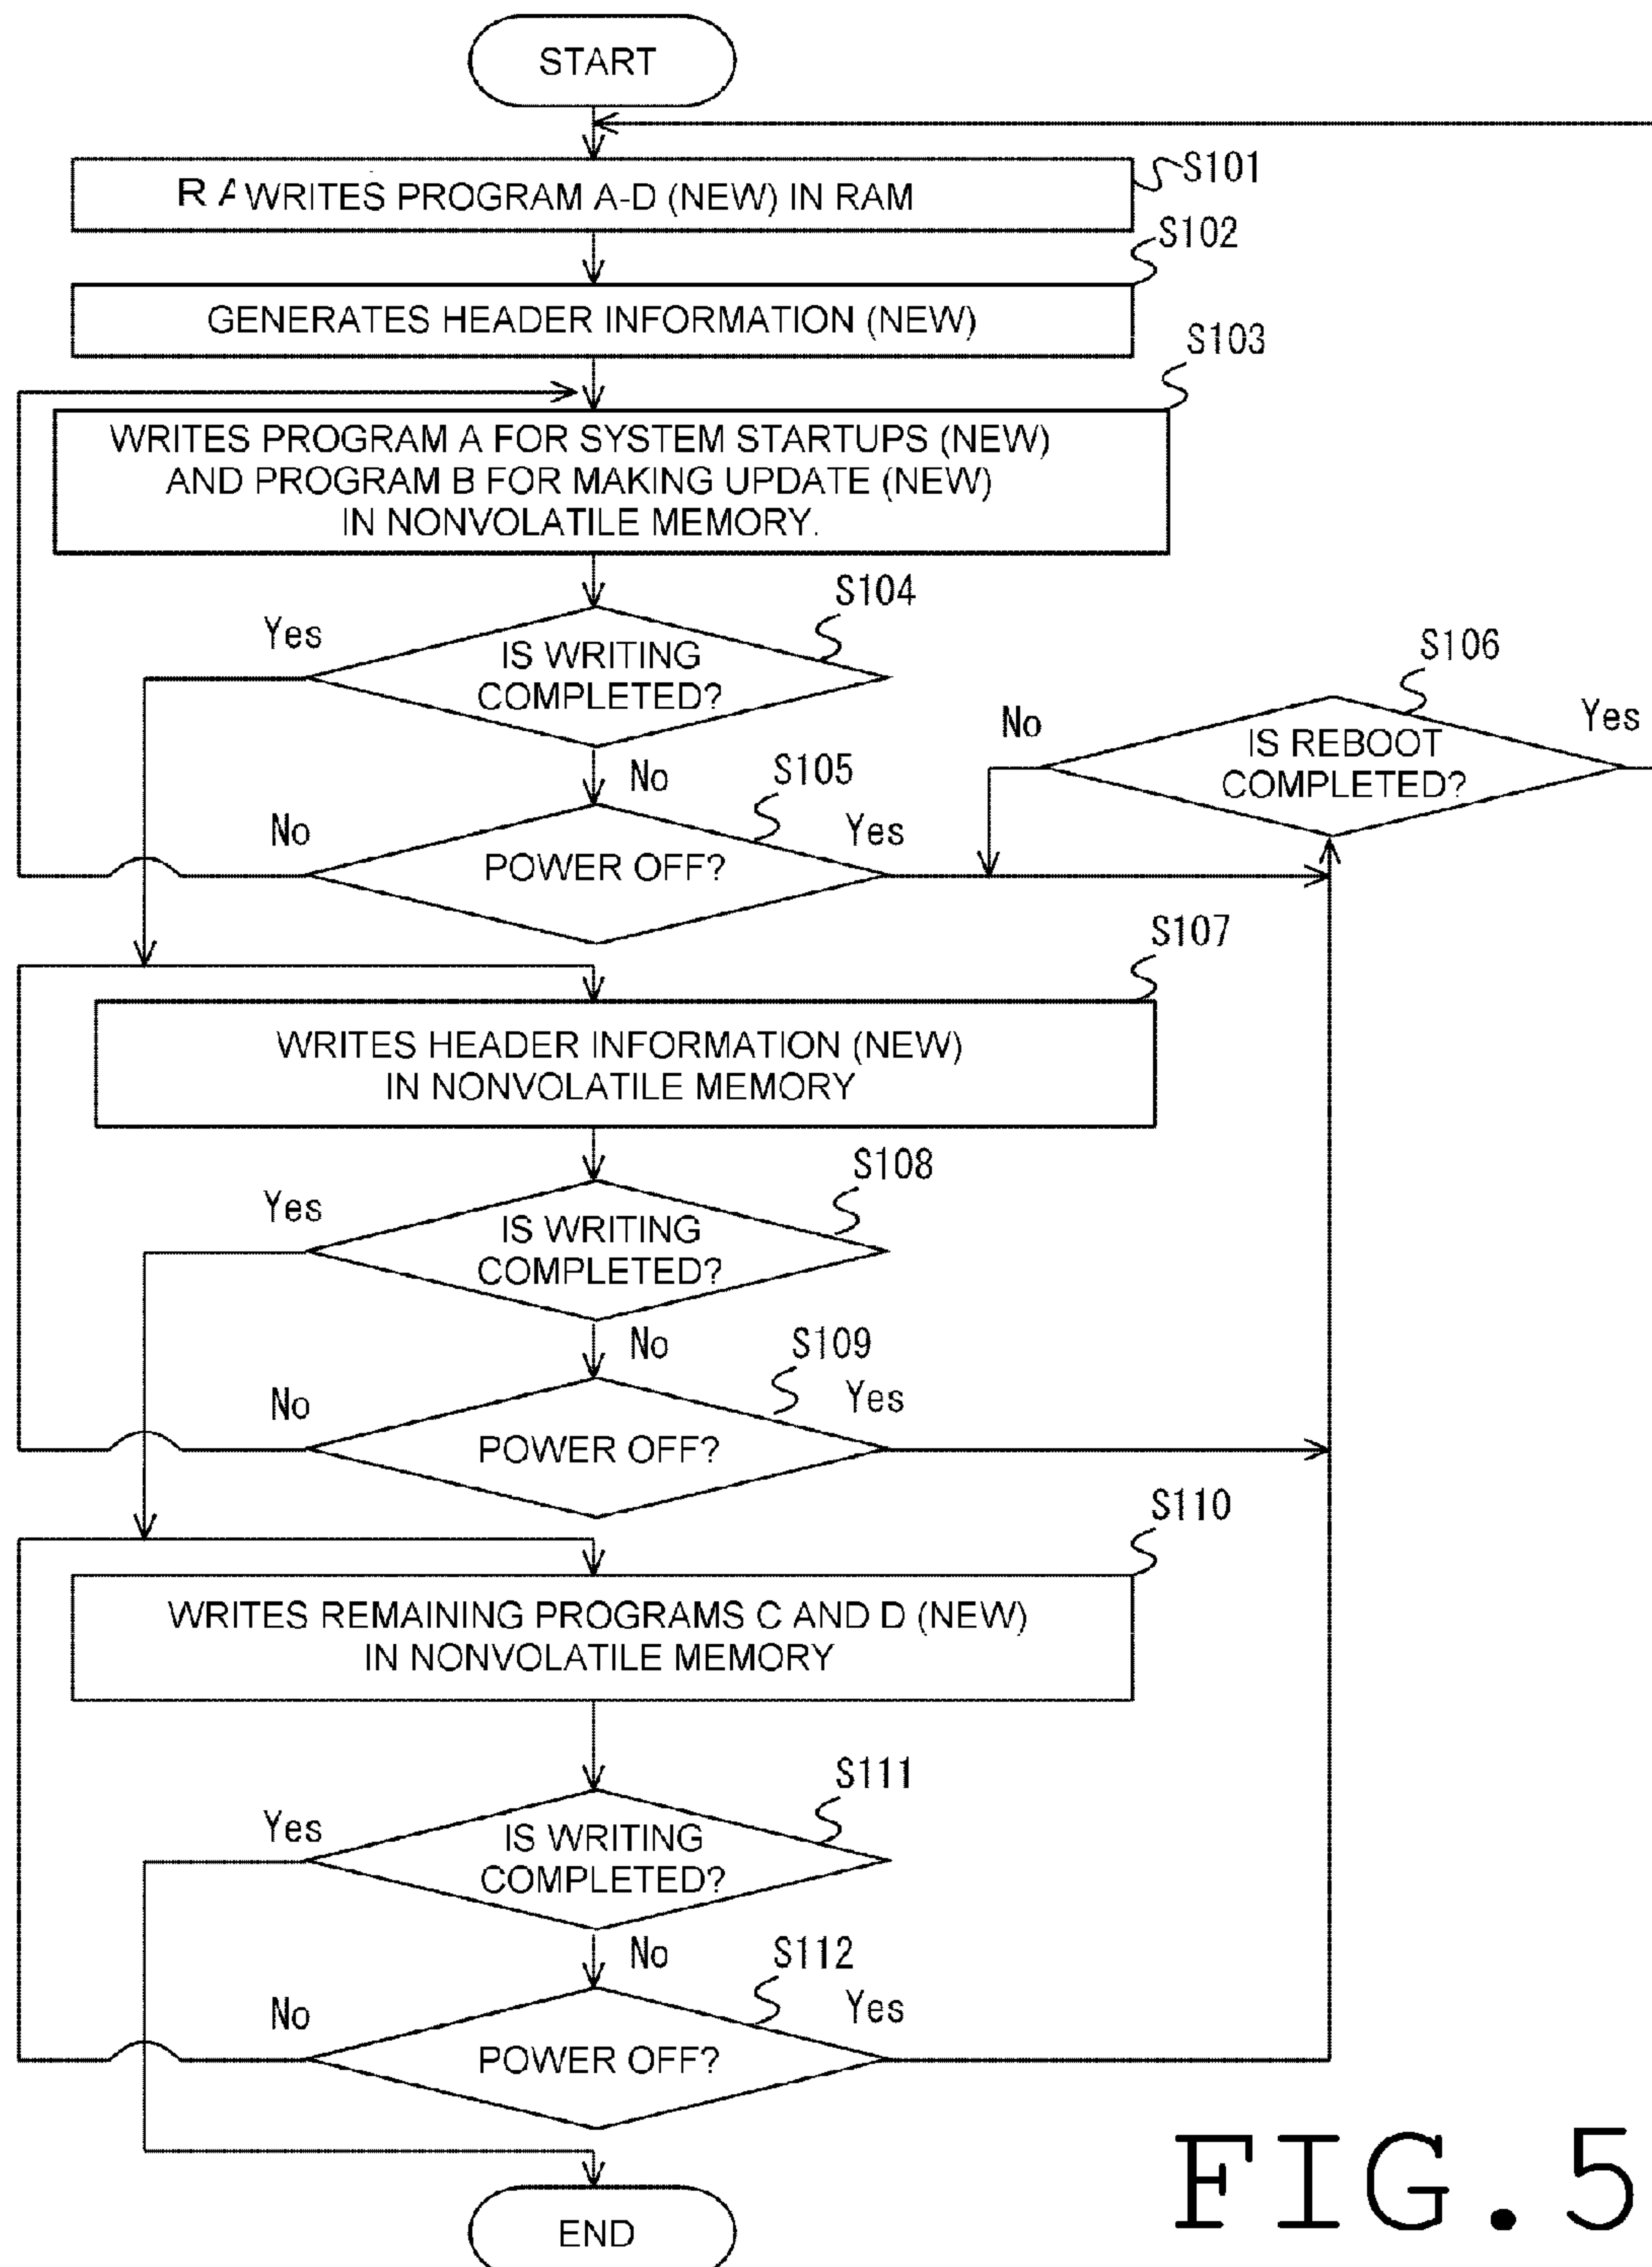 START
S101
R A WRITES PROGRAM A-D (NEW) IN RAM
S102
GENERATES HEADER INFORMATION (NEW)
S103
WRITES PROGRAM A FOR SYSTEM STARTUPS (NEW)
AND PROGRAM B FOR MAKING UPDATE (NEW)
IN NONVOLATILE MEMORY.
S104
Yes
IS WRITING
COMPLETED?
No
S106
No
Yes
IS REBOOT
COMPLETED?
S105
No
Yes
POWER OFF?
S107
WRITES HEADER INFORMATION (NEW)
IN NONVOLATILE MEMORY
S108
Yes
IS WRITING
COMPLETED?
No
S109
No
Yes
POWER OFF?
S110
WRITES REMAINING PROGRAMS C AND D (NEW)
IN NONVOLATILE MEMORY
S111
Yes
IS WRITING
COMPLETED?
No
S112
No
Yes
POWER OFF?
END
FIG.5